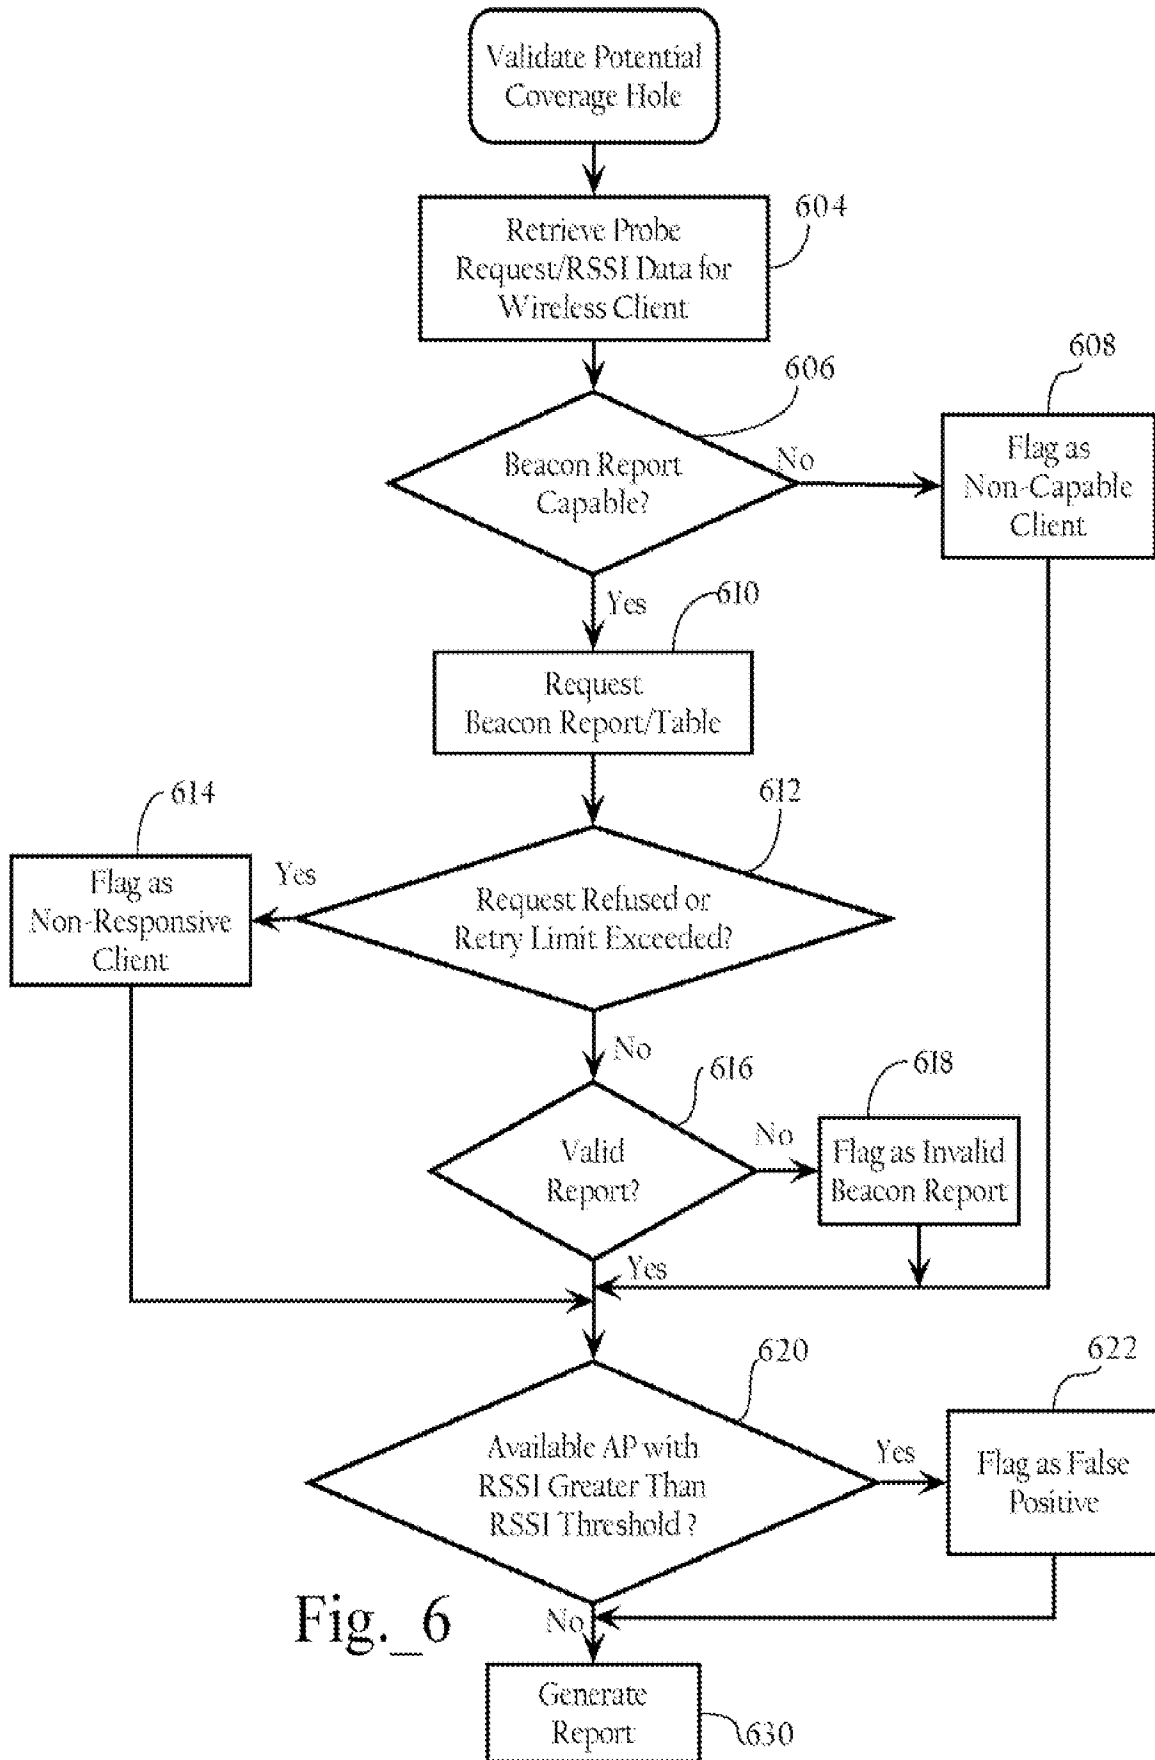 Validate Potential
Coverage Hole
604
Retrieve Probe
Request/RSSI Data for
Wireless Client
606
608
Beacon Report
Capable?
No
Flag as
Non-Capable
Client
Yes
610
Request
Beacon Report/Table
612
614
Flag as
Non-Responsive
Client
Yes
Request Refused or
Retry Limit Exceeded?
No
616
618
Valid
Report?
No
Flag as Invalid
Beacon Report
Yes
620
622
Available AP with
RSSI Greater Than
RSSI Threshold ?
Yes
Flag as False
Positive
Fig._6
No
Generate
Report
630